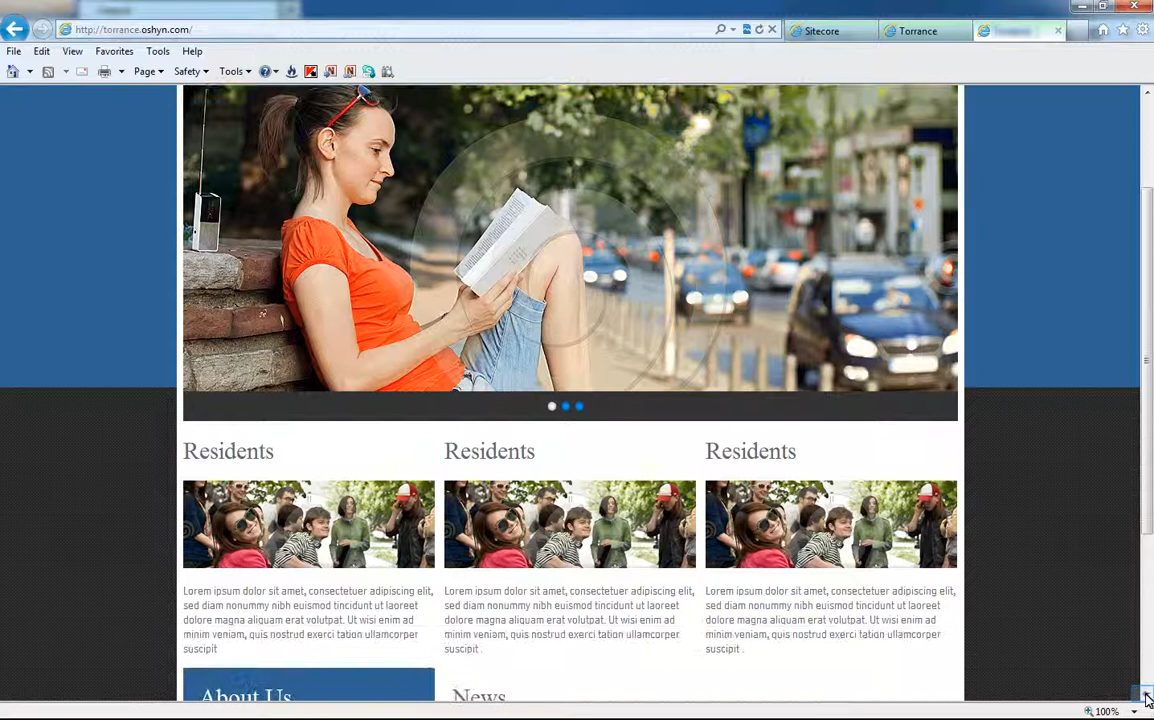 http://torrance.oshyn.com/
Sitecore
Torrance
File Edit View Favorites Tools Help
Page Safety Tools
Residents
Residents
Residents
Lorem ipsum dolor sit amet, consectetuer adipiscing elit,
sed diam nonummy nibh euismod tincidunt ut laoreet
dolore magna aliquam erat volutpat. Ut wisi enim ad
minim veniam, quis nostrud exerci tation ullamcorper
suscipit
Lorem ipsum dolor sit amet, consectetuer adipiscing elit,
sed diam nonummy nibh euismod tincidunt ut laoreet
dolore magna aliquam erat volutpat. Ut wisi enim ad
minim veniam, quis nostrud exerci tation ullamcorper
suscipit .
Lorem ipsum dolor sit amet, consectetuer adipiscing elit,
sed diam nonummy nibh euismod tincidunt ut laoreet
dolore magna aliquam erat volutpat. Ut wisi enim ad
minim veniam, quis nostrud exerci tation ullamcorper
suscipit .
About Us
News
100%